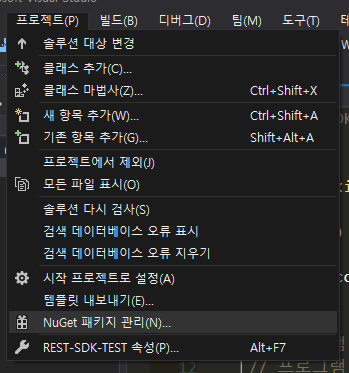 프로젝트(P) 빌드(B) 디버그(D) 팀(M) 도구(T)
솔루션 대상 변경
클래스 추가(C)...
클래스 마법사(Z)... Ctrl+Shift+X
새 항목 추가(W)... Ctrl+Shift+A
기존 항목 추가(G)... Shift+Alt+A
프로젝트에서 제외(J)
모든 파일 표시(O)
솔루션 다시 검사(S)
검색 데이터베이스 오류 표시
검색 데이터베이스 오류 지우기
시작 프로젝트로 설정(A)
템플릿 내보내기(E)...
NuGet 패키지 관리(N)...
REST-SDK-TEST 속성(P)... Alt+F7
12 // 프로그램